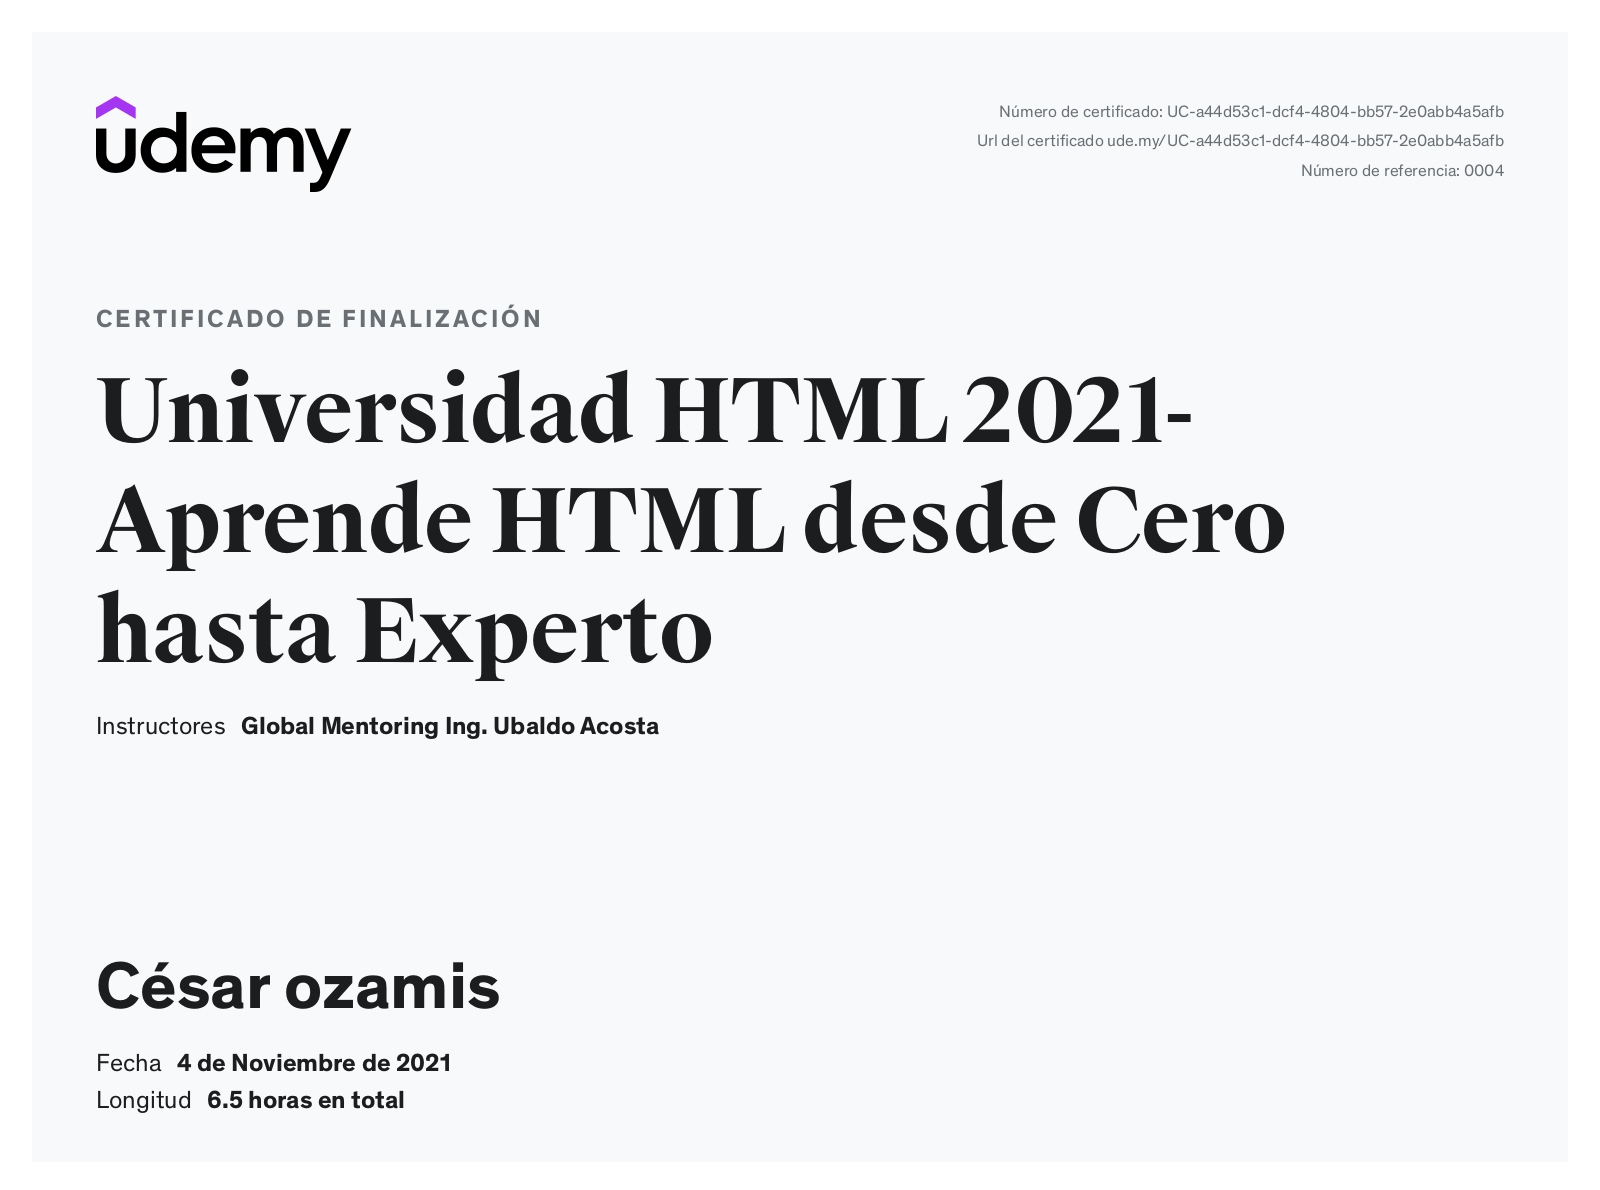 udemy
Número de certificado: UC-a44d53c1-dcf4-4804-bb57-2e0abb4a5afb
Url del certificado ude.my/UC-a44d53c1-dcf4-4804-bb57-2e0abb4a5afb
Número de referencia: 0004
CERTIFICADO DE FINALIZACIÓN
Universidad HTML 2021-
Aprende HTML desde Cero
hasta Experto
Instructores Global Mentoring Ing. Ubaldo Acosta
César ozamis
Fecha 4 de Noviembre de 2021
Longitud 6.5 horas en total